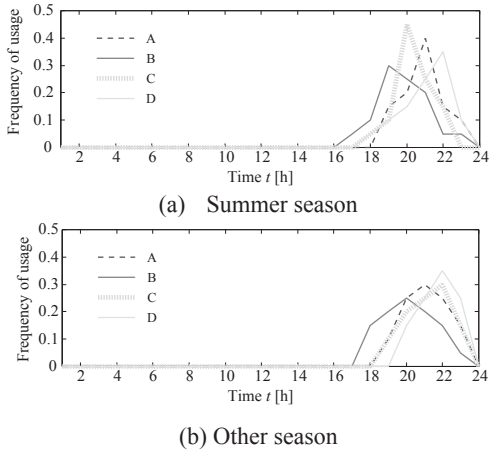 0.5
0.4
0.3
0.2
0.1
0
Frequency of usage
A
B
C
D
2 4 6 8 10 12 14 16 18 20 22 24
Time t [h]
(a) Summer season
0.5
0.4
0.3
0.2
0.1
0
Frequency of usage
A
B
C
D
2 4 6 8 10 12 14 16 18 20 22 24
Time t [h]
(b) Other season